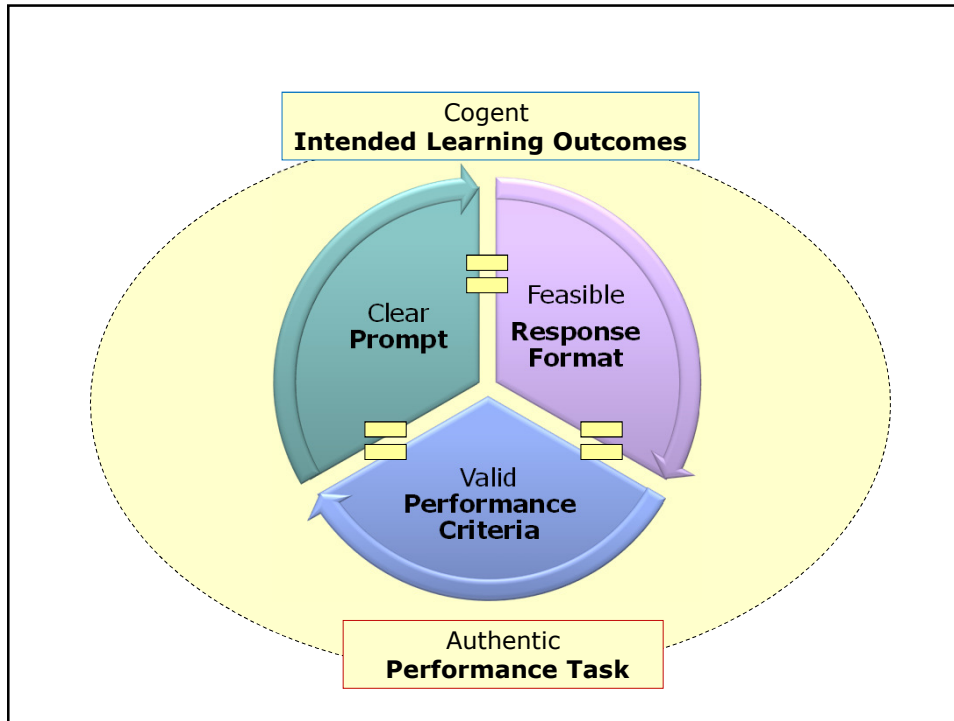 Cogent
Intended Learning Outcomes
Clear
Prompt
Feasible
Response
Format
Valid
Performance
Criteria
Authentic
Performance Task